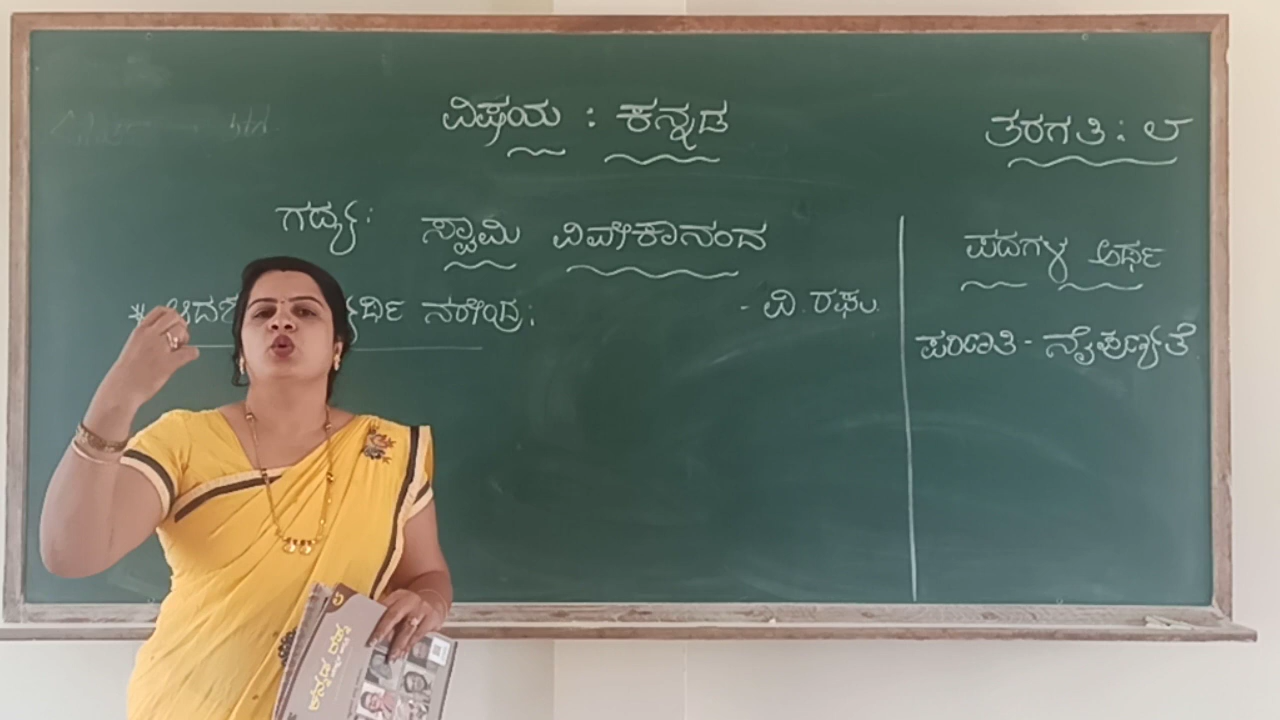 ವಿಷಯ : ಕನ್ನಡ
ತರಗತಿ : ೮
ಗದ್ಯ: ಸ್ವಾಮಿ ವಿವೇಕಾನಂದ
- ವಿ. ರಘು.
* ನರೇಂದ್ರ;
ಪದಗಳ ಅರ್ಥ
ಪರಿಣತಿ - ನೈಪುಣ್ಯತೆ